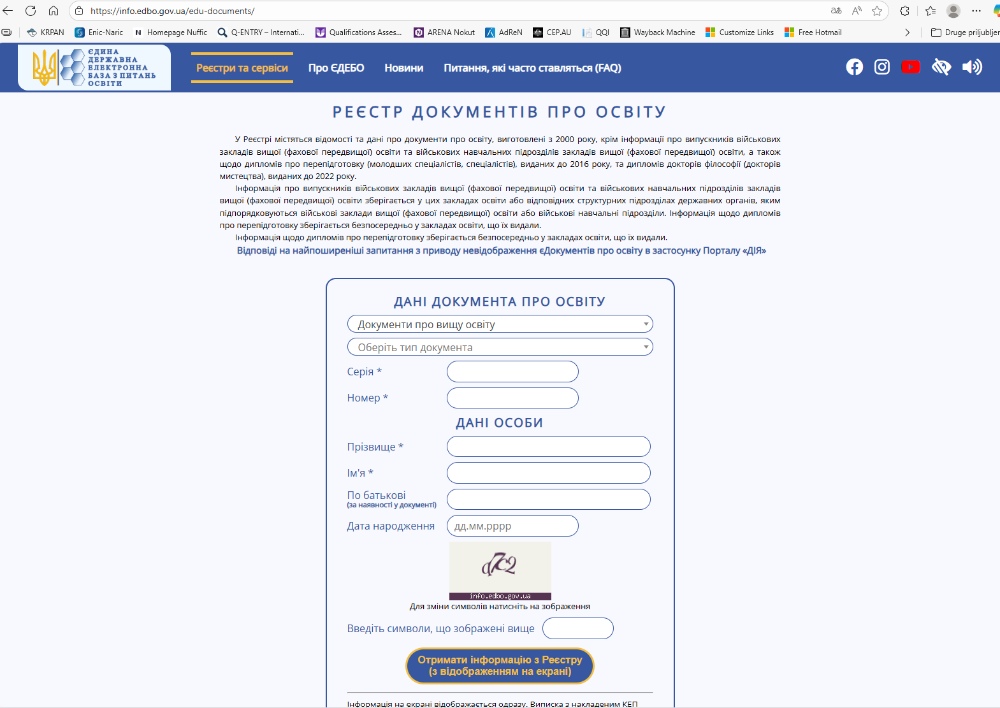 https://info.edbo.gov.ua/edu-documents/
KRPAN
Enic-Naric
Homepage Nuffic
Q-ENTRY – Internati...
Qualifications Asses...
ARENA Nokut
AdReN
CEP.AU
QQI
Wayback Machine
Customize Links
Free Hotmail
Druge priljubljer
ЄДИНА
ДЕРЖАВНА
ЕЛЕКТРОННА
БАЗА З ПИТАНЬ
ОСВІТИ
Реєстри та сервіси
Про ЄДЕБО
Новини
Питання, які часто ставляться (FAQ)
РЕЄСТР ДОКУМЕНТІВ ПРО ОСВІТУ
У Реєстрі містяться відомості та дані про документи про освіту, виготовлені з 2000 року, крім інформації про випускників військових
закладів вищої (фахової передвищої) освіти та військових навчальних підрозділів закладів вищої (фахової передвищої) освіти, а також
щодо дипломів про перепідготовку (молодших спеціалістів, спеціалістів), виданих до 2016 року, та дипломів докторів філософії (докторів
мистецтва), виданих до 2022 року.
Інформація про випускників військових закладів вищої (фахової передвищої) освіти та військових навчальних підрозділів закладів
вищої (фахової передвищої) освіти зберігається у цих закладах освіти або відповідних структурних підрозділах державних органів, яким
підпорядковуються військові заклади вищої (фахової передвищої) освіти або військові навчальні підрозділи. Інформація щодо дипломів
про перепідготовку зберігається безпосередньо у закладах освіти, що їх видали.
Інформація щодо дипломів про перепідготовку зберігається безпосередньо у закладах освіти, що їх видали.
Відповіді на найпоширеніші запитання з приводу невідображення єДокументів про освіту в застосунку Порталу «ДІЯ»
ДАНІ ДОКУМЕНТА ПРО ОСВІТУ
Документи про вищу освіту
Оберіть тип документа
Серія *
Номер *
ДАНІ ОСОБИ
Прізвище *
Ім'я *
По батькові
(за наявності у документі)
Дата народження
дд.мм.рррр
d7c2
info.edbo.gov.ua
Для зміни символів натисніть на зображення
Введіть символи, що зображені вище
Отримати інформацію з Реєстру
(з відображенням на екрані)
Інформація на екрані відображається одразу. Виписка з накладеним КЕП